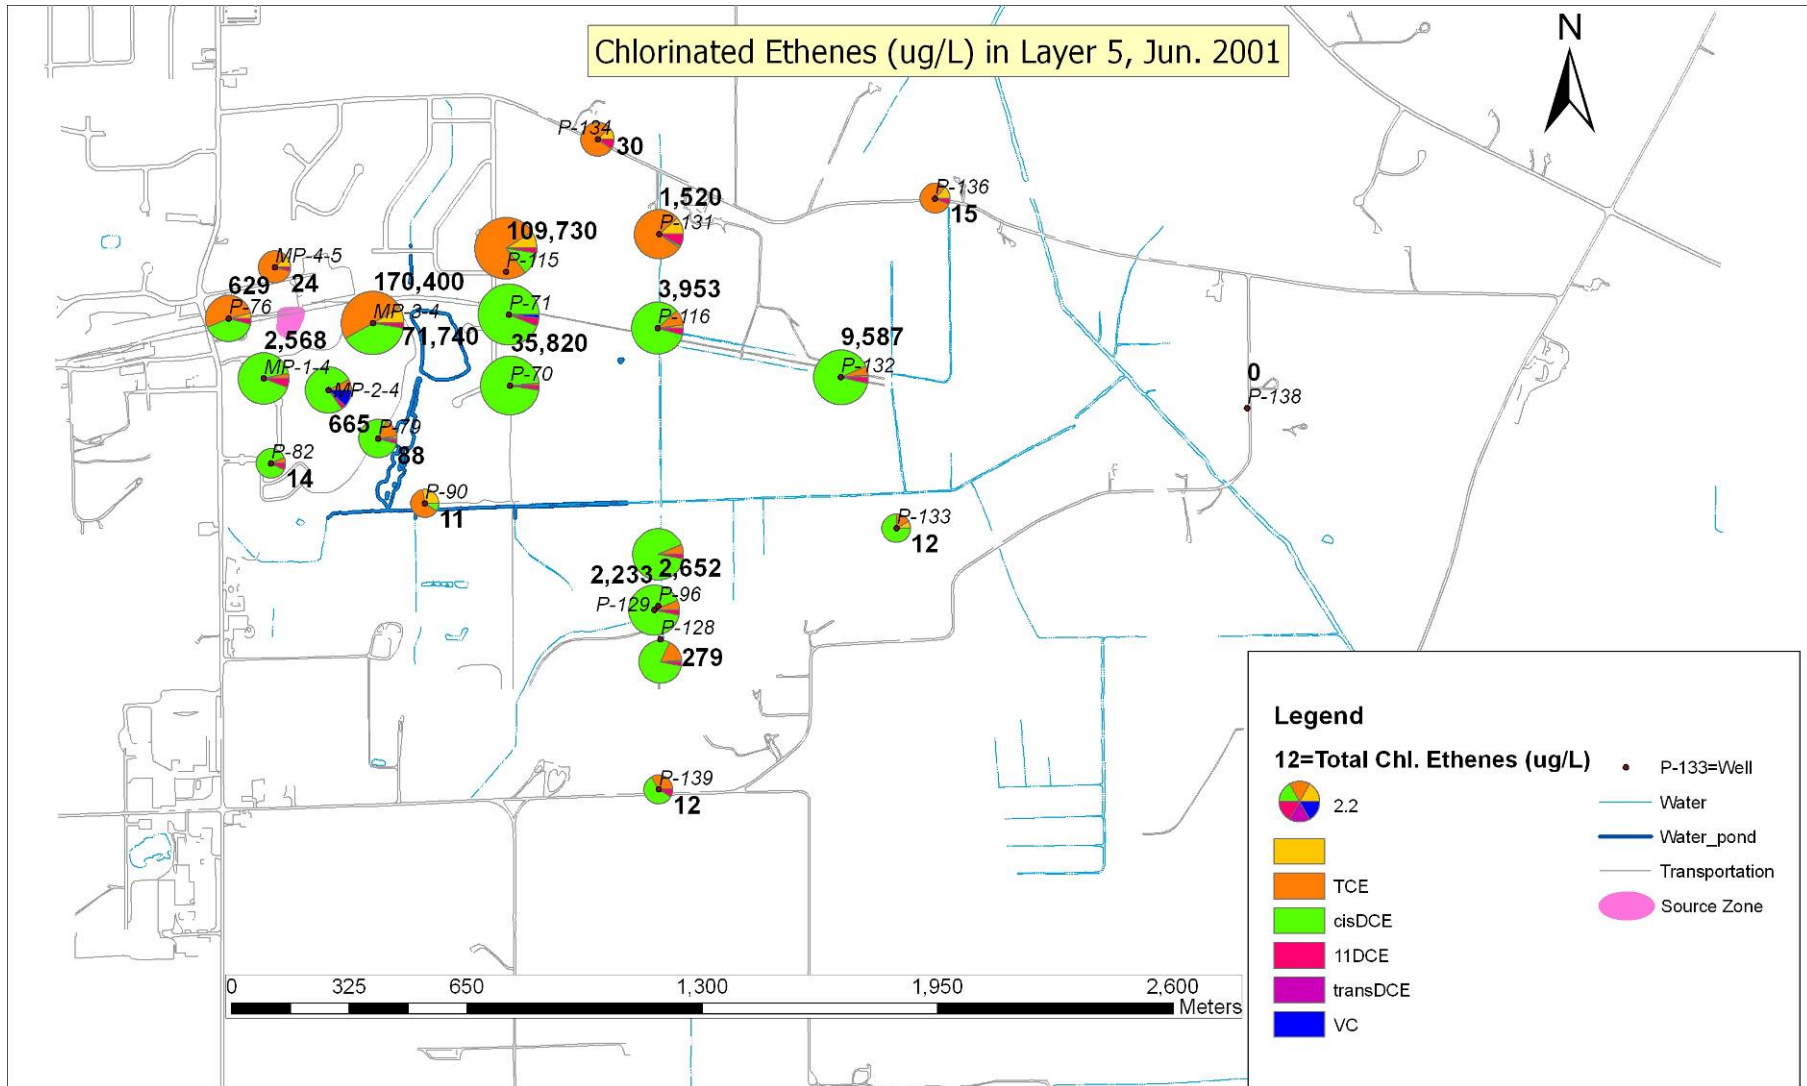 Chlorinated Ethenes (ug/L) in Layer 5, Jun. 2001
N
P-134
30
P-136
15
1,520
P-131
109,730
P-115
MP-4-5
24
629
P-76
170,400
MP-3-4
71,740
P-71
35,820
P-70
3,953
P-116
9,587
P-132
2,568
MP-1-4
MP-2-4
665
P-79
88
P-82
14
P-90
11
0
P-138
P-133
12
2,233
2,652
P-96
P-129
P-128
279
P-139
12
0
325
650
1,300
1,950
2,600
Meters
Legend
12=Total Chl. Ethenes (ug/L)
2.2
TCE
cisDCE
11DCE
transDCE
VC
P-133=Well
Water
Water_pond
Transportation
Source Zone